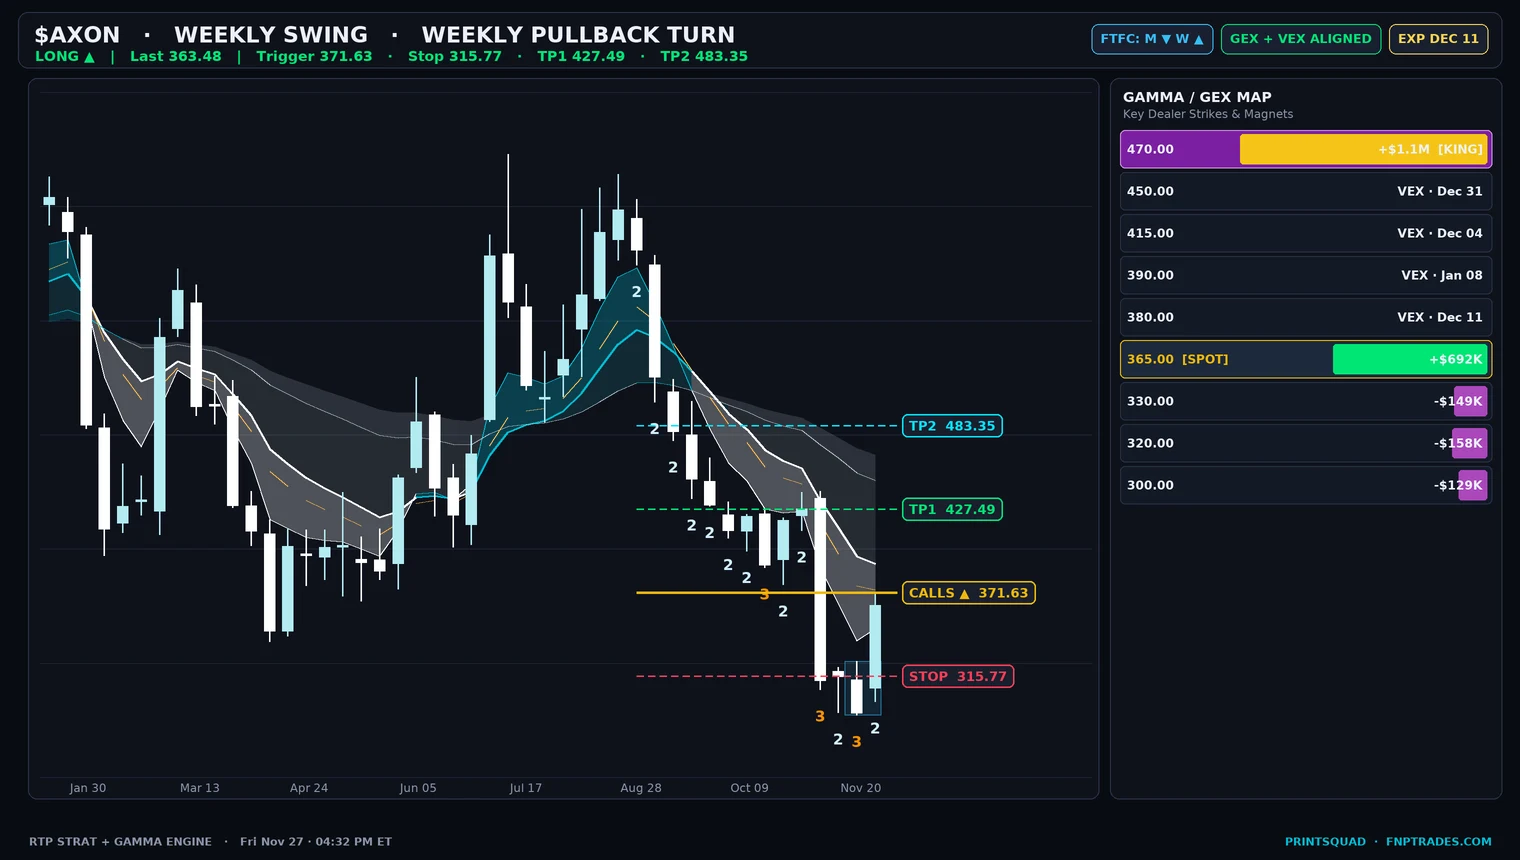 $AXON · WEEKLY SWING · WEEKLY PULLBACK TURN
LONG ▲ | Last 363.48 | Trigger 371.63 · Stop 315.77 · TP1 427.49 · TP2 483.35
FTFC: M ▼ W ▲
GEX + VEX ALIGNED
EXP DEC 11
2
2
2
2
2
2
2
3
2
2
3
2
3
2
TP2 483.35
TP1 427.49
CALLS ▲ 371.63
STOP 315.77
Jan 30
Mar 13
Apr 24
Jun 05
Jul 17
Aug 28
Oct 09
Nov 20
GAMMA / GEX MAP
Key Dealer Strikes & Magnets
470.00 +$1.1M [KING]
450.00 VEX · Dec 31
415.00 VEX · Dec 04
390.00 VEX · Jan 08
380.00 VEX · Dec 11
365.00 [SPOT] +$692K
330.00 -$149K
320.00 -$158K
300.00 -$129K
RTP STRAT + GAMMA ENGINE · Fri Nov 27 · 04:32 PM ET
PRINTSQUAD · FNPTRADES.COM